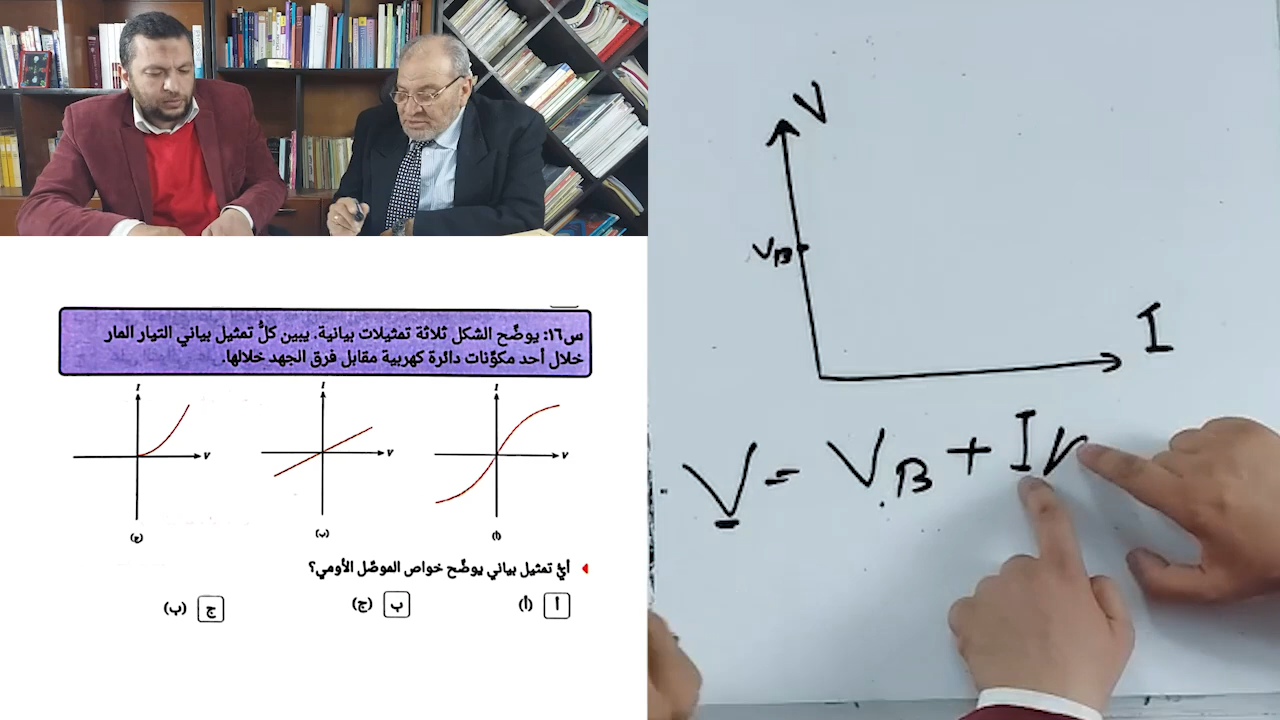 س١٦: يوضِّح الشكل ثلاثة تمثيلات بيانية. يبين كلُّ تمثيل بياني التيار المار
خلال أحد مكوِّنات دائرة كهربية مقابل فرق الجهد خلالها.
I
V
(أ)
I
V
(ب)
I
V
(ج)
أيُّ تمثيل بياني يوضِّح خواص الموصِّل الأومي؟
أ (أ)
ب (ج)
ج (ب)
V
VB
I
V = VB + Ir